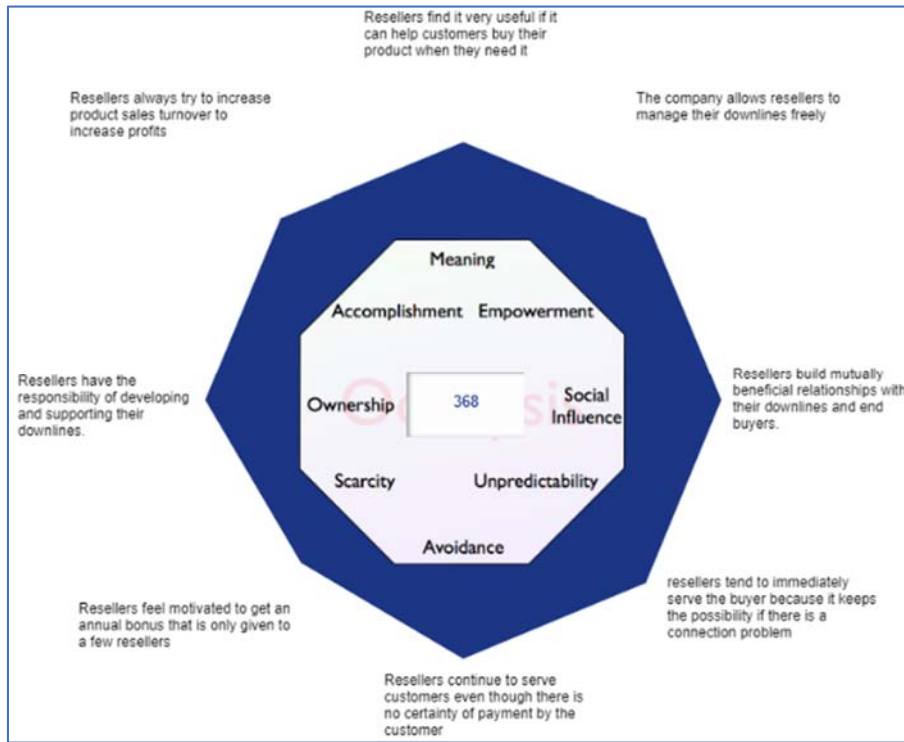 Resellers find it very useful if it
can help customers buy their
product when they need it
Resellers always try to increase
product sales turnover to
increase profits
The company allows resellers to
manage their downlines freely
Meaning
Accomplishment
Empowerment
Resellers have the
responsibility of developing
and supporting their
downlines.
Ownership
368
Social
Influence
Resellers build mutually
beneficial relationships with
their downlines and end
buyers.
Scarcity
Unpredictability
Avoidance
Resellers feel motivated to get an
annual bonus that is only given to
a few resellers
resellers tend to immediately
serve the buyer because it keeps
the possibility if there is a
connection problem
Resellers continue to serve
customers even though there is
no certainty of payment by the
customer